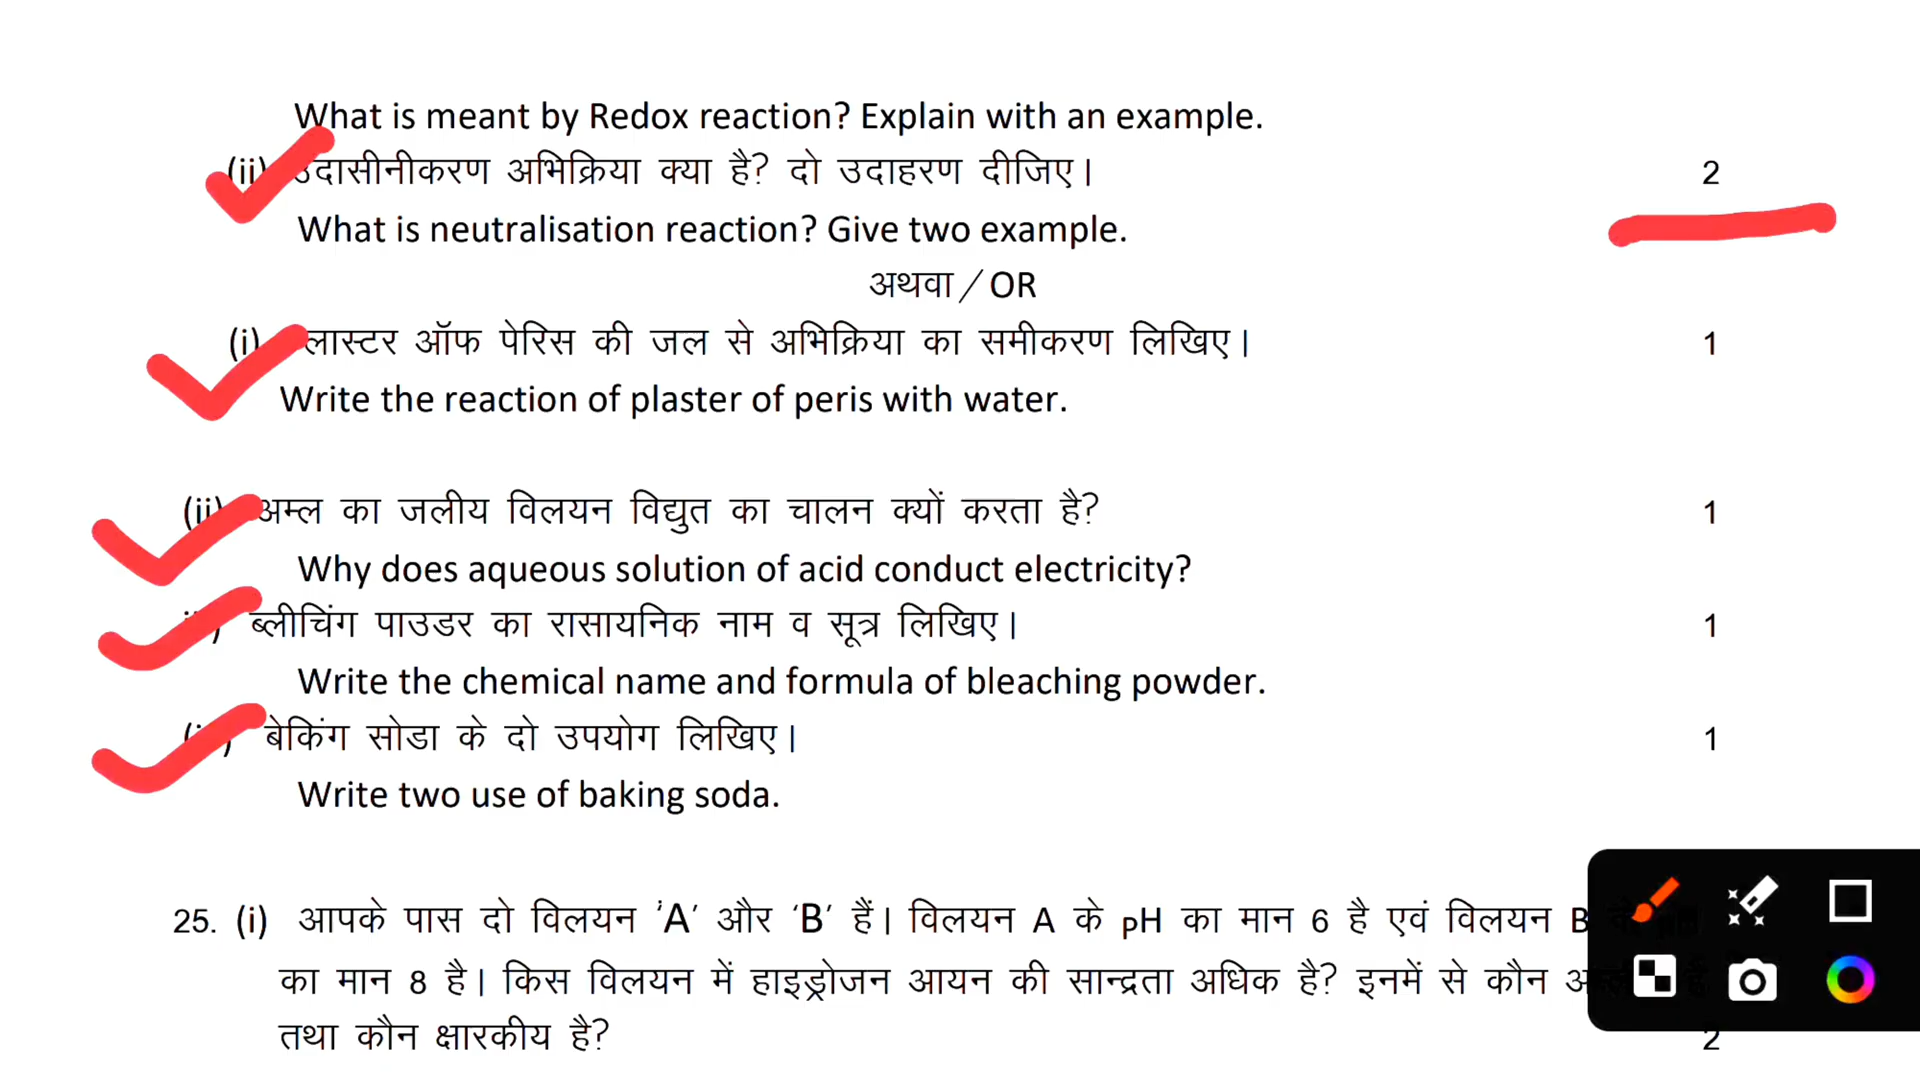 What is meant by Redox reaction? Explain with an example.
(ii) उदासीनीकरण अभिक्रिया क्या है? दो उदाहरण दीजिए। 2
What is neutralisation reaction? Give two example.
अथवा/OR
(i) लास्टर ऑफ पेरिस की जल से अभिक्रिया का समीकरण लिखिए। 1
Write the reaction of plaster of peris with water.
(ii) अम्ल का जलीय विलयन विद्युत का चालन क्यों करता है? 1
Why does aqueous solution of acid conduct electricity?
ब्लीचिंग पाउडर का रासायनिक नाम व सूत्र लिखिए। 1
Write the chemical name and formula of bleaching powder.
बेकिंग सोडा के दो उपयोग लिखिए। 1
Write two use of baking soda.
25. (i) आपके पास दो विलयन 'A' और 'B' हैं। विलयन A के pH का मान 6 है एवं विलयन B
का मान 8 है। किस विलयन में हाइड्रोजन आयन की सान्द्रता अधिक है? इनमें से कौन
तथा कौन क्षारकीय है? 2